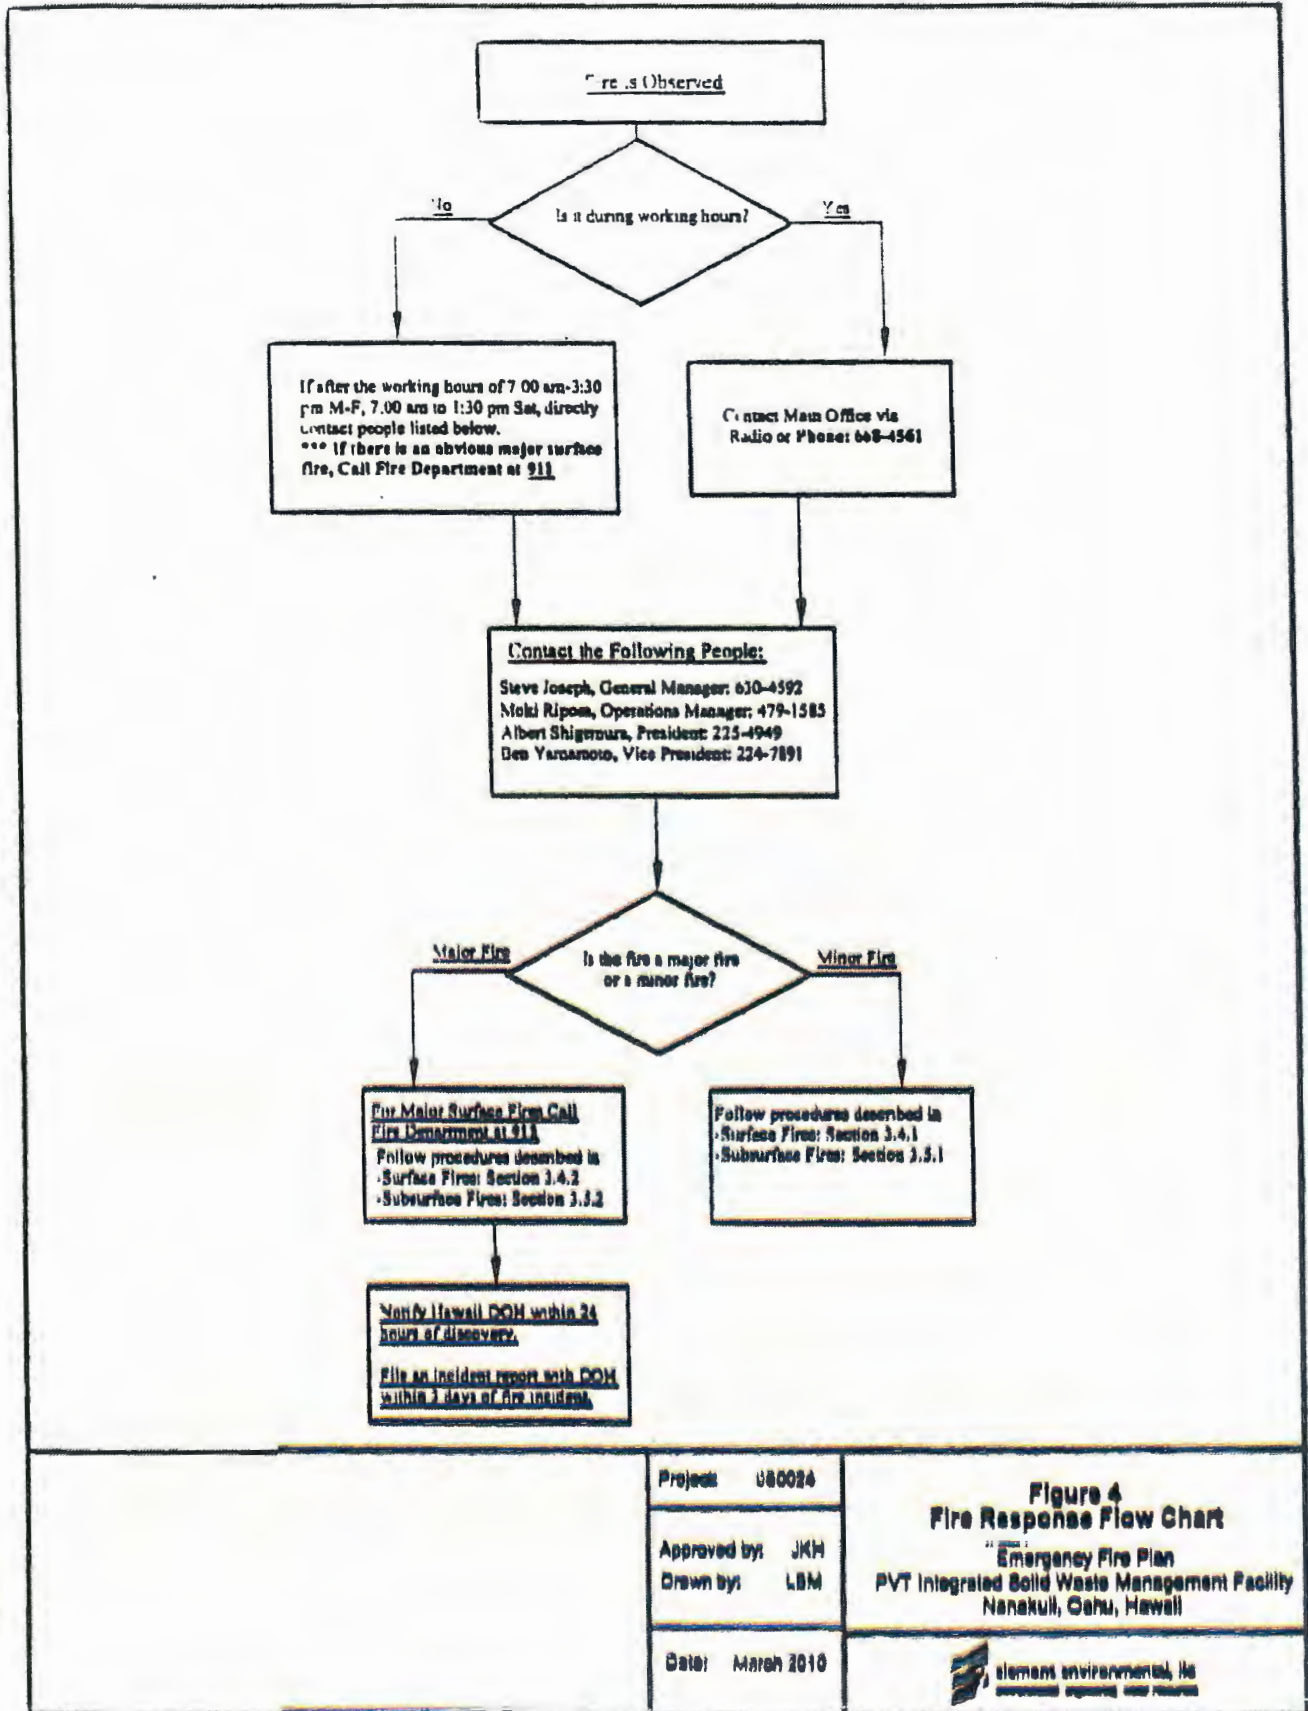 Fire is Observed
Is it during working hours?
No
Yes
If after the working hours of 7:00 am-3:30
pm M-F, 7:00 am to 1:30 pm Sat, directly
contact people listed below.
*** If there is an obvious major surface
fire, Call Fire Department at 911
Contact Main Office via
Radio or Phone: 668-4561
Contact the Following People:
Steve Joseph, General Manager: 630-4592
Moki Riposa, Operations Manager: 479-1585
Albert Shigemura, President: 225-4949
Ben Yamamoto, Vice President: 224-7891
Major Fire
Is the fire a major fire
or a minor fire?
Minor Fire
For Major Surface Fires Call
Fire Department at 911
Follow procedures described in
-Surface Fires: Section 3.4.2
-Subsurface Fires: Section 3.5.2
Follow procedures described in
-Surface Fires: Section 3.4.1
-Subsurface Fires: Section 3.5.1
Notify Hawaii DOH within 24
hours of discovery.
File an incident report with DOH
within days of fire incident.
Project:
Approved by: JKH
Drawn by: LBM
Date: March 2010
Figure 4
Fire Response Flow Chart
Emergency Fire Plan
PVT Integrated Solid Waste Management Facility
Nanakuli, Oahu, Hawaii
element environmental, llc